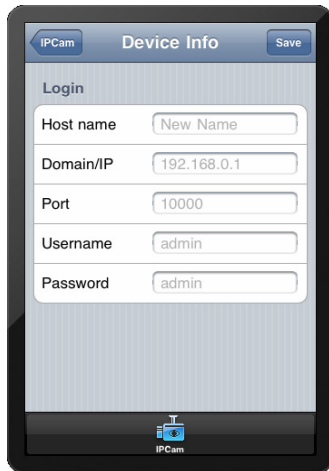 IPCam Device Info Save
Login
Host name New Name
Domain/IP 192.168.0.1
Port 10000
Username admin
Password admin
IPCam